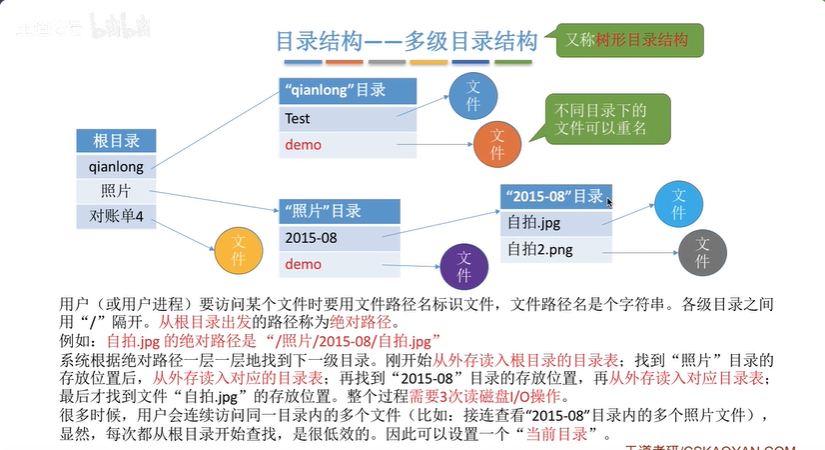 目录结构——多级目录结构
又称树形目录结构
根目录
qianlong
照片
对账单4
“qianlong”目录
Test
demo
文件
文件
不同目录下的
文件可以重名
“照片”目录
2015-08
demo
文件
文件
“2015-08”目录
自拍.jpg
自拍2.png
文件
文件
用户（或用户进程）要访问某个文件时要用文件路径名标识文件，文件路径名是个字符串。各级目录之间
用“/”隔开。从根目录出发的路径称为绝对路径。
例如：自拍.jpg 的绝对路径是 “/照片/2015-08/自拍.jpg”
系统根据绝对路径一层一层地找到下一级目录。刚开始从外存读入根目录的目录表；找到“照片”目录的
存放位置后，从外存读入对应的目录表；再找到“2015-08”目录的存放位置，再从外存读入对应目录表；
最后才找到文件“自拍.jpg”的存放位置。整个过程需要3次读磁盘I/O操作。
很多时候，用户会连续访问同一目录内的多个文件（比如：接连查看“2015-08”目录内的多个照片文件），
显然，每次都从根目录开始查找，是很低效的。因此可以设置一个“当前目录”。
王道考研/CSKAOYAN.COM